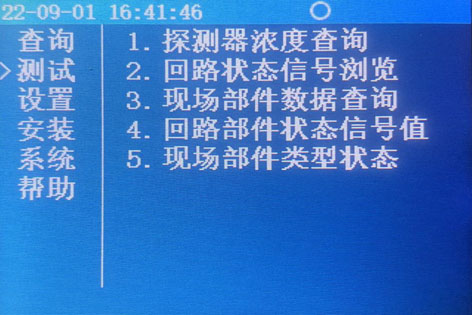 22-09-01 16:41:46
查询
>测试
设置
安装
系统
帮助
1. 探测器浓度查询
2. 回路状态信号浏览
3. 现场部件数据查询
4. 回路部件状态信号值
5. 现场部件类型状态